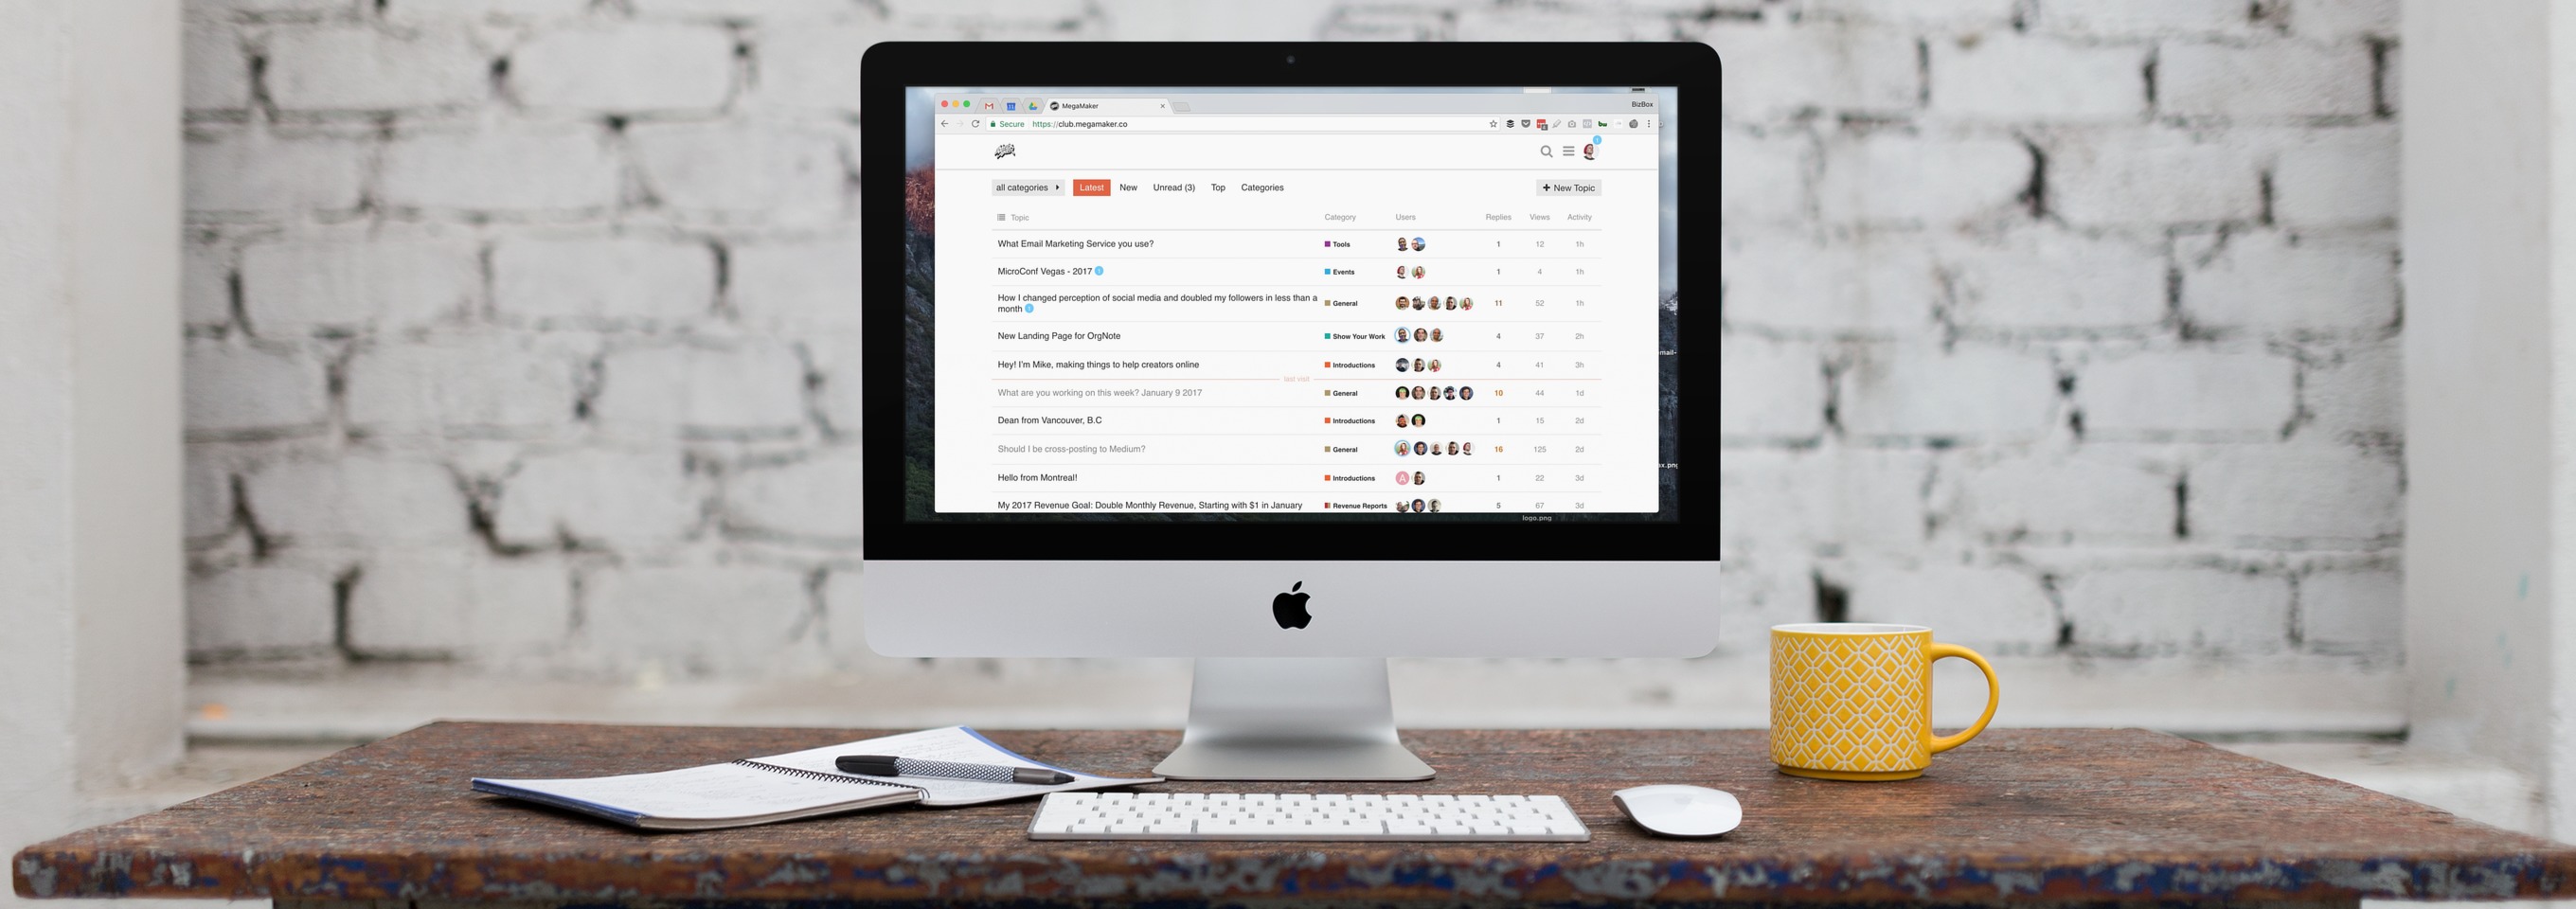 MegaMaker
BizBox
Secure https://club.megamaker.co
all categories Latest New Unread (3) Top Categories + New Topic
Topic Category Users Replies Views Activity
What Email Marketing Service you use? Tools 1 12 1h
MicroConf Vegas - 2017 Events 1 4 1h
How I changed perception of social media and doubled my followers in less than a
month General 11 52 1h
New Landing Page for OrgNote Show Your Work 4 37 2h
Hey! I'm Mike, making things to help creators online Introductions 4 41 3h
last visit
What are you working on this week? January 9 2017 General 10 44 1d
Dean from Vancouver, B.C Introductions 1 15 2d
Should I be cross-posting to Medium? General 16 125 2d
Hello from Montreal! Introductions A 1 22 3d
My 2017 Revenue Goal: Double Monthly Revenue, Starting with $1 in January Revenue Reports 5 67 3d
logo.png